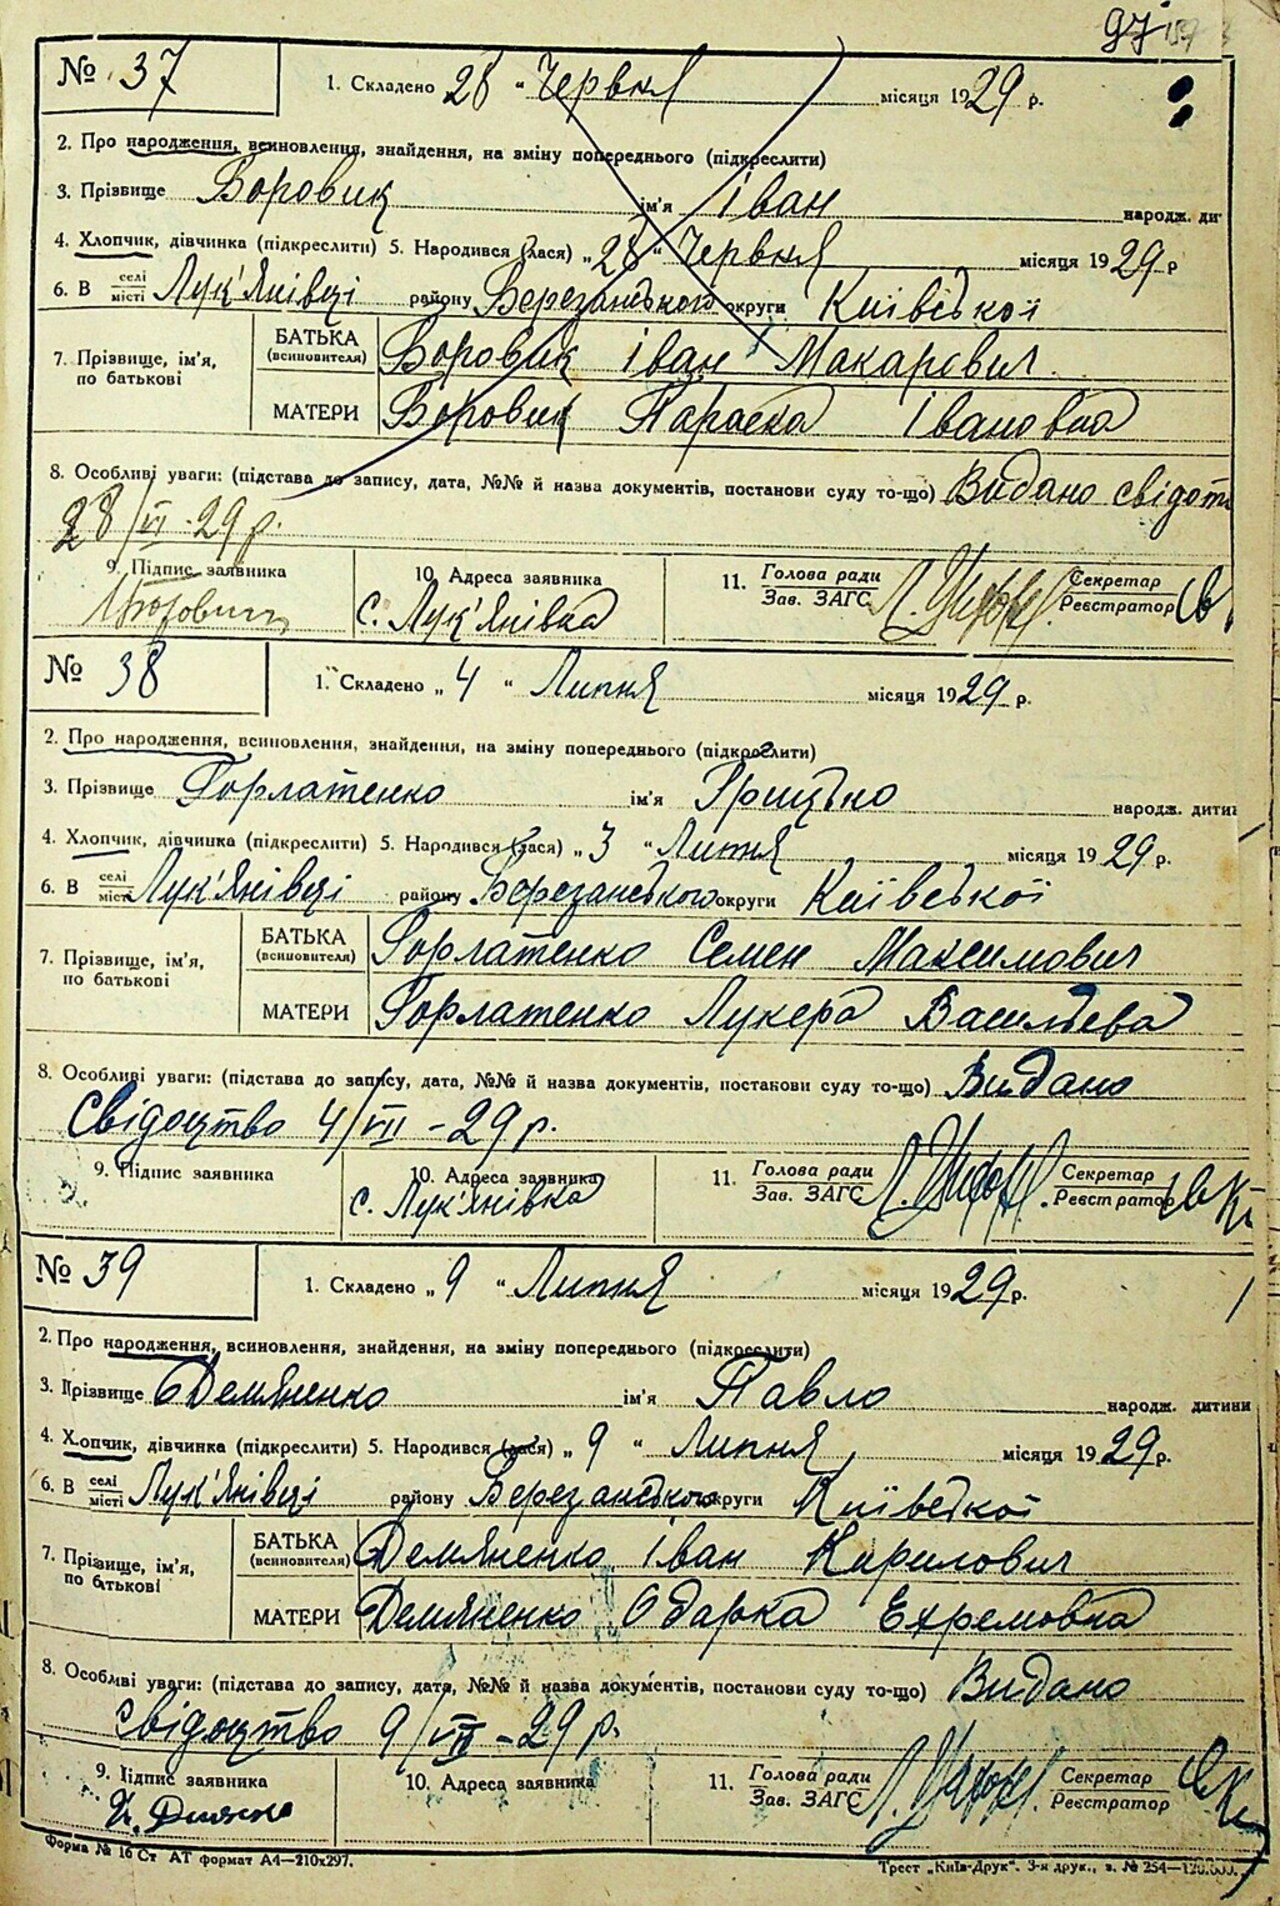 97
№ 37
1. Складено „28“ Червня місяця 1929 р.
2. Про народження, всиновлення, знайдення, на зміну попереднього (підкреслити)
3. Прізвище Боровик ім'я Іван народж. ди
4. Хлопчик, дівчинка (підкреслити) 5. Народився (лася) „28“ Червня місяця 1929 р
6. В селі місті Лук'янівці району Березанського округи Київської
7. Прізвище, ім'я, по батькові
БАТЬКА (всиновителя) Боровик Іван Макарович
МАТЕРИ Боровик Параска Івановна
8. Особливі уваги: (підстава до запису, дата, №№ й назва документів, постанови суду то-що) Видано свідот
28/VI - 29 р.
9. Підпис заявника 10. Адреса заявника 11. Голова ради Зав. ЗАГС Секретар Реєстратор
с. Лук'янівка
№ 38
1. Складено „4“ Липня місяця 1929 р.
2. Про народження, всиновлення, знайдення, на зміну попереднього (підкреслити)
3. Прізвище Горлатенко ім'я Грицько народж. дитин
4. Хлопчик, дівчинка (підкреслити) 5. Народився (лася) „3“ Липня місяця 1929 р.
6. В селі місті Лук'янівці району Березанського округи Київської
7. Прізвище, ім'я, по батькові
БАТЬКА (всиновителя) Горлатенко Семен Максимович
МАТЕРИ Горлатенко Лукера Васильева
8. Особливі уваги: (підстава до запису, дата, №№ й назва документів, постанови суду то-що) Видано
Свідоцтво 4/VII - 29 р.
9. Підпис заявника 10. Адреса заявника 11. Голова ради Зав. ЗАГС Секретар Реєстратор
с. Лук'янівка
№ 39
1. Складено „9“ Липня місяця 1929 р.
2. Про народження, всиновлення, знайдення, на зміну попереднього (підкреслити)
3. Прізвище Демяненко ім'я Павло народж. дитини
4. Хлопчик, дівчинка (підкреслити) 5. Народився (лася) „9“ Липня місяця 1929 р.
6. В селі місті Лук'янівці району Березанського округи Київської
7. Прізвище, ім'я, по батькові
БАТЬКА (всиновителя) Демяненко Іван Кирилович
МАТЕРИ Демяненко Одарка Ехремовна
8. Особливі уваги: (підстава до запису, дата, №№ й назва документів, постанови суду то-що) Видано
свідоцтво 9/VII - 29 р.
9. Підпис заявника 10. Адреса заявника 11. Голова ради Зав. ЗАГС Секретар Реєстратор
Форма № 16 Ст АТ формат А4—210х297.
Трест „Київ-Друк". 3-я друк., з. № 254—120.000.